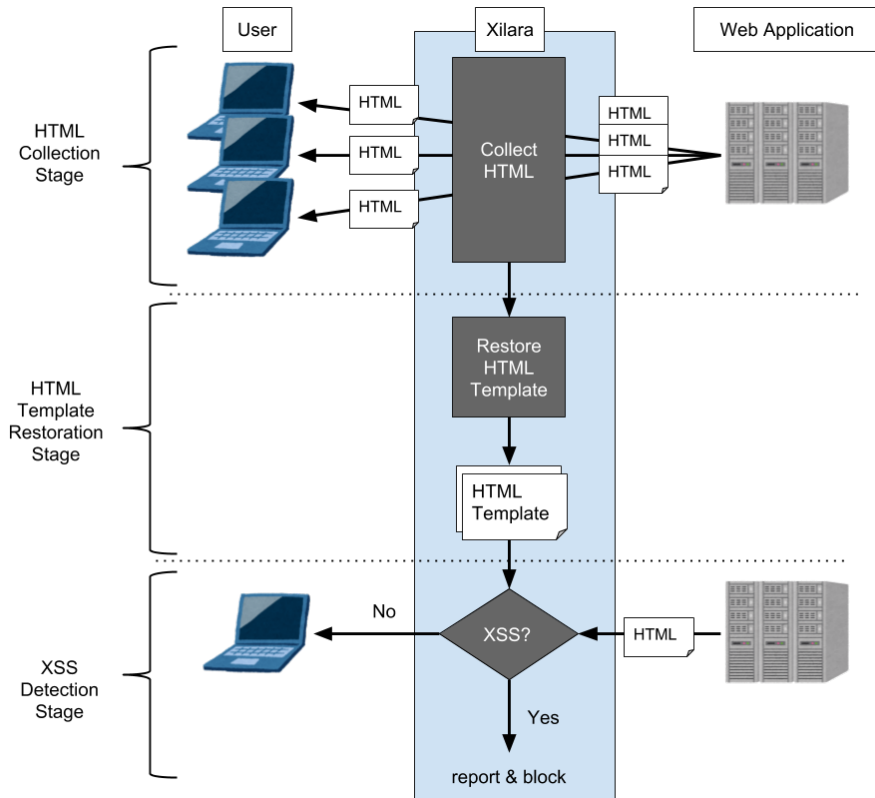 User
Xilara
Web Application
HTML
Collection
Stage
HTML
HTML
HTML
Collect
HTML
HTML
HTML
HTML
HTML
Template
Restoration
Stage
Restore
HTML
Template
HTML
Template
XSS
Detection
Stage
No
XSS?
HTML
Yes
report & block